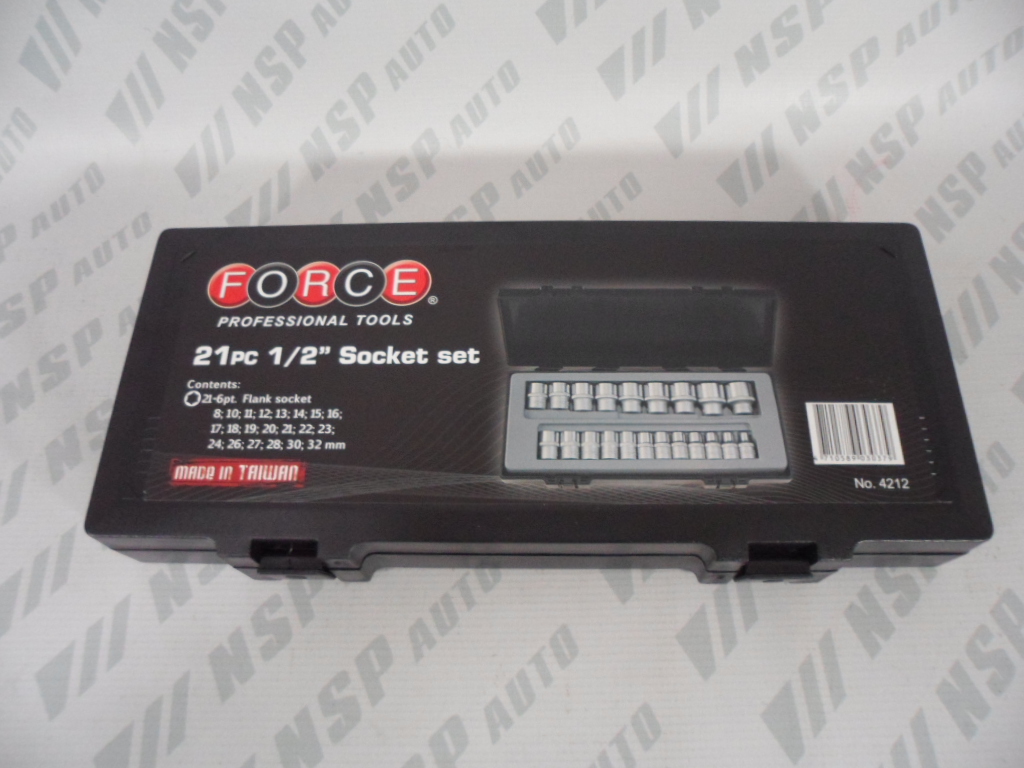 FORCE®
PROFESSIONAL TOOLS
21PC 1/2” Socket set
Contents:
21-6pt. Flank socket
8; 10; 11; 12; 13; 14; 15; 16;
17; 18; 19; 20; 21; 22; 23;
24; 26; 27; 28; 30; 32 mm
MADE IN TAIWAN
No. 4212
NSP AUTO